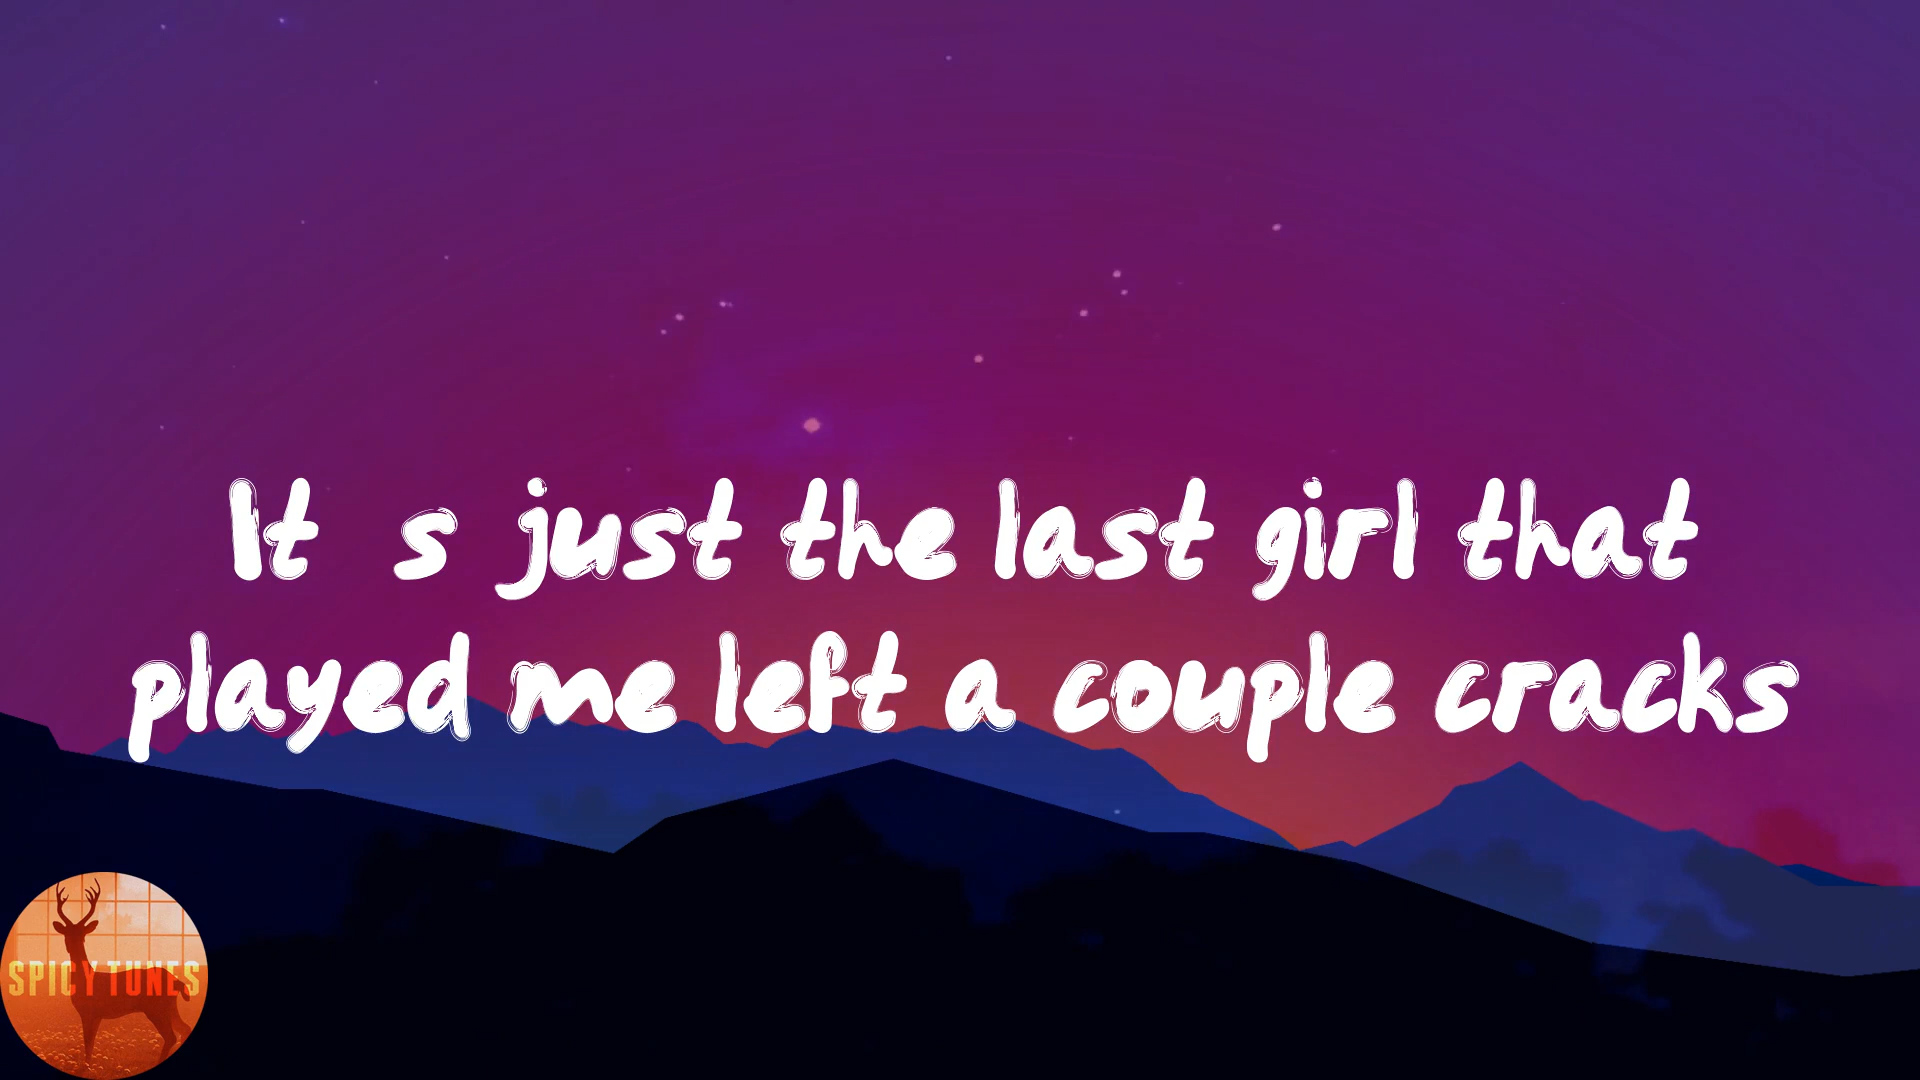 It s just the last girl that
played me left a couple cracks
SPICY TUNES